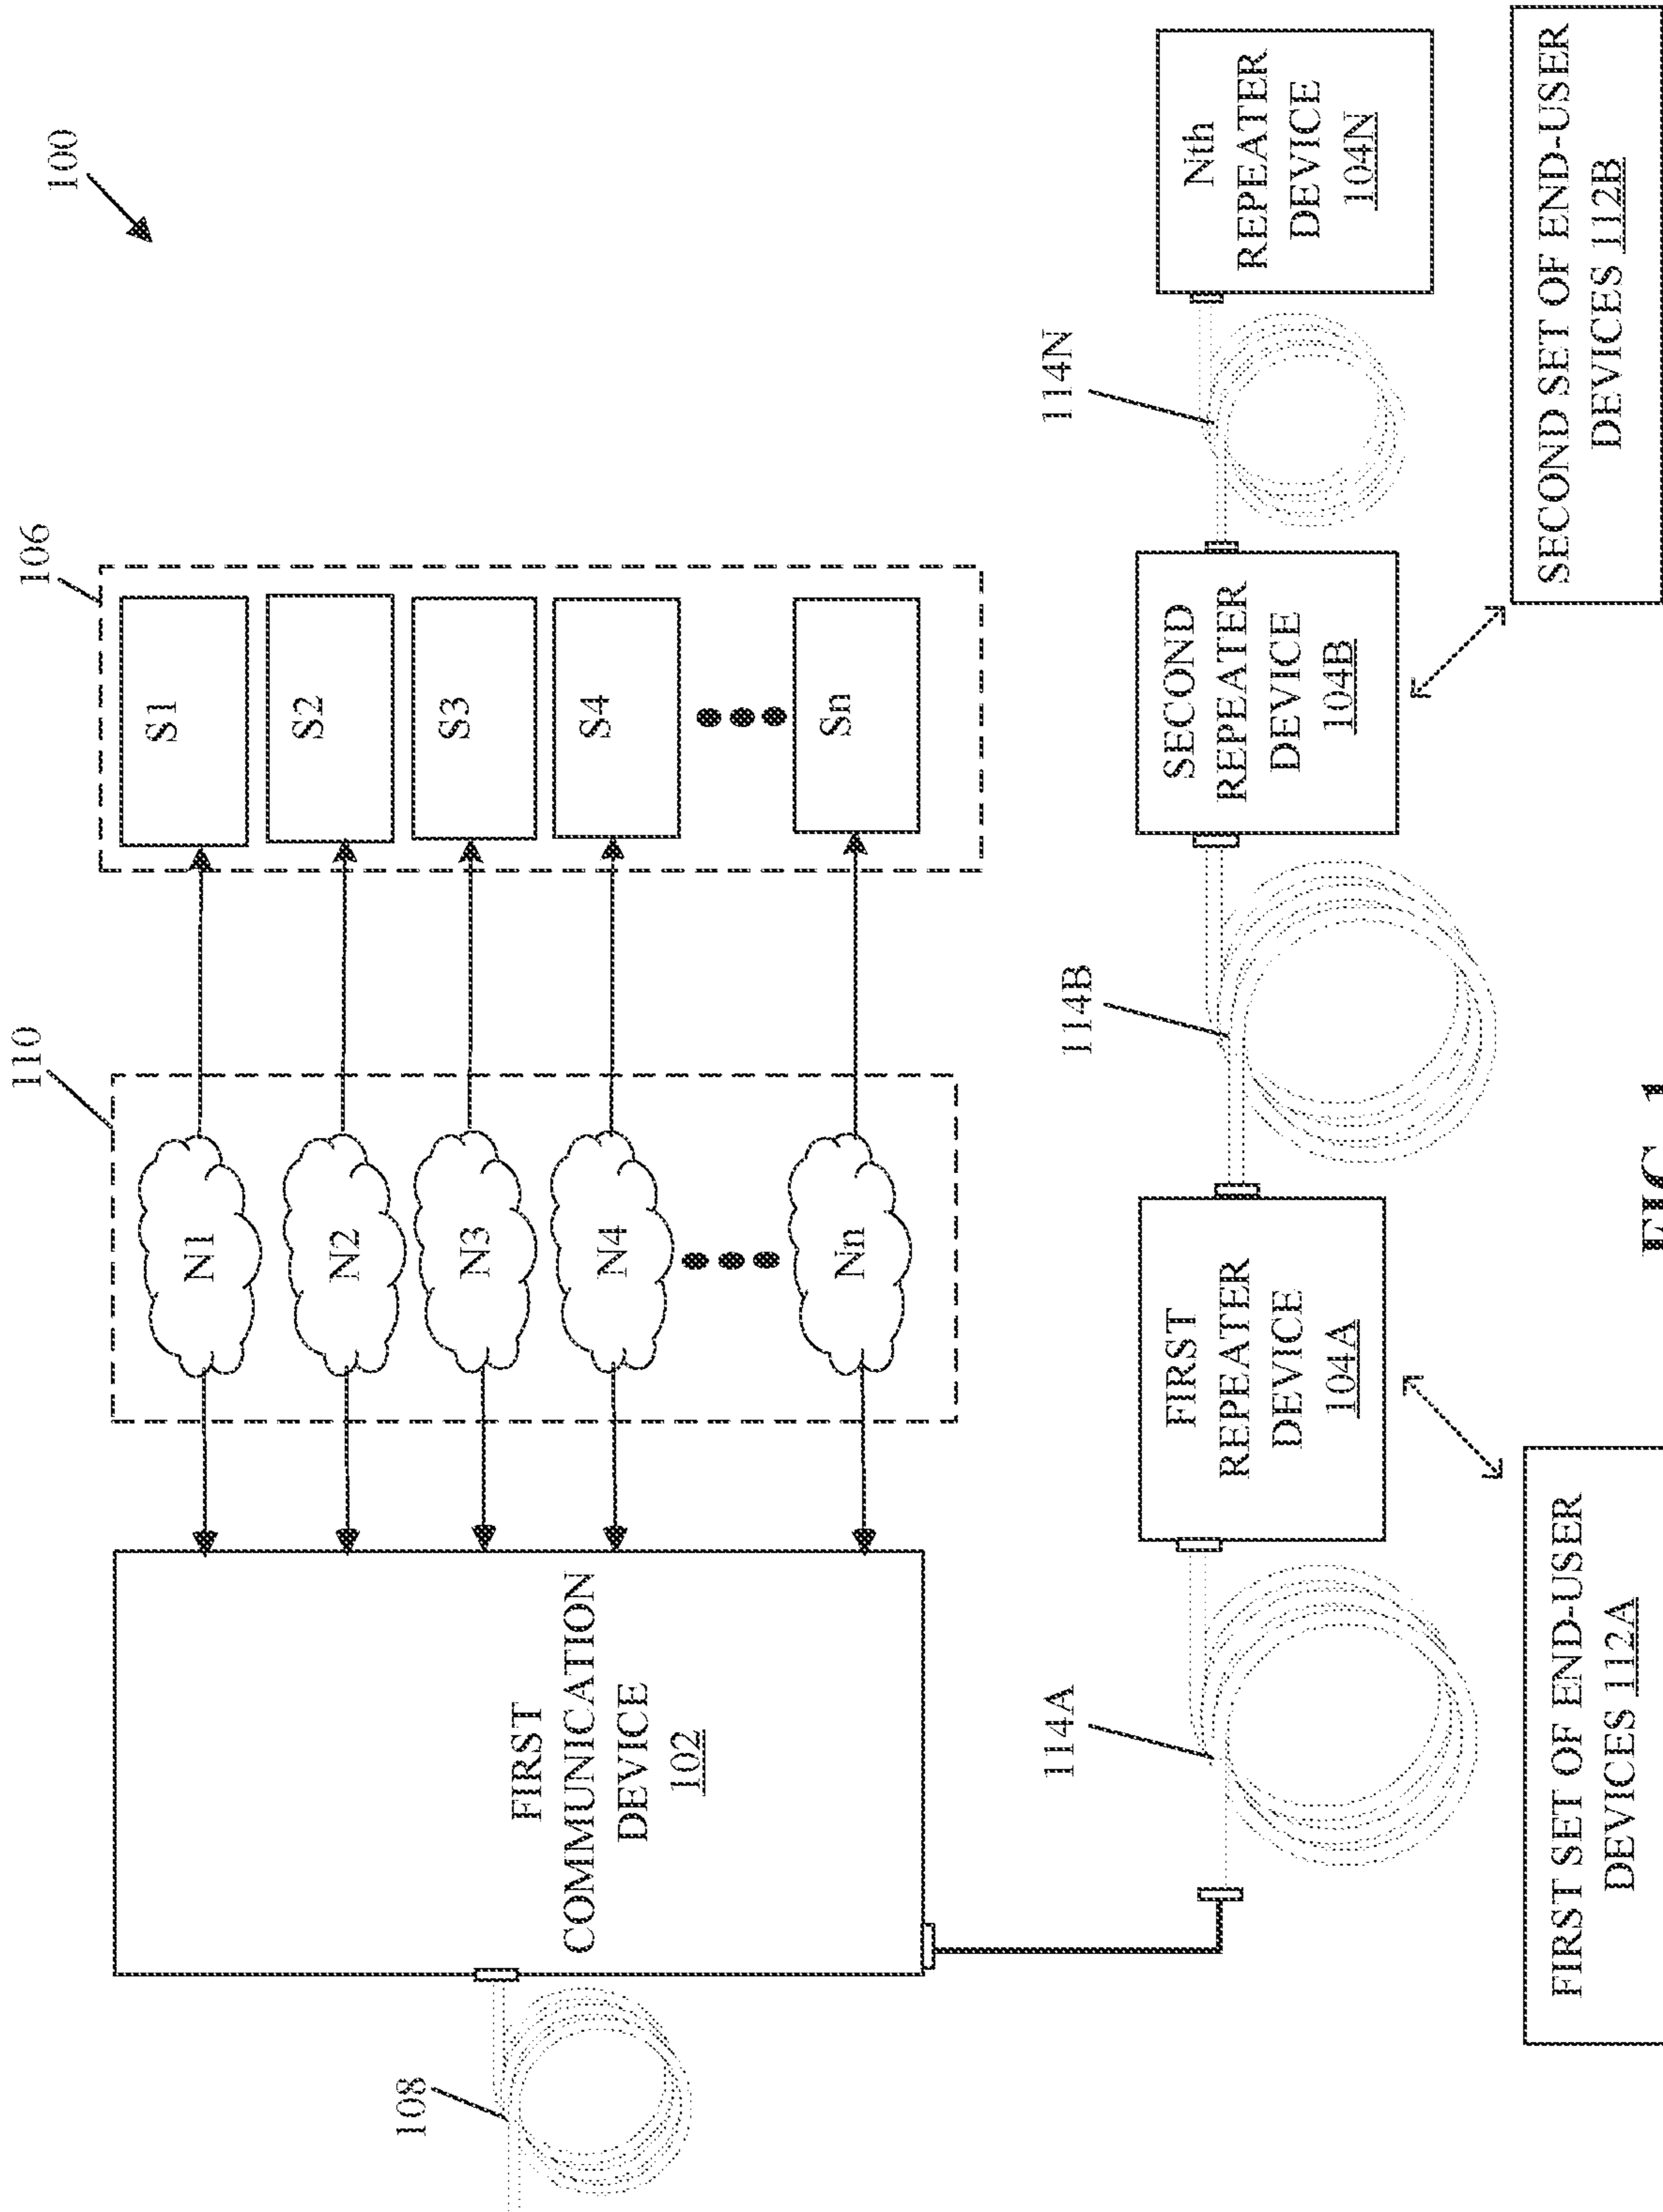 100
106
110
N1
S1
N2
S2
N3
S3
N4
S4
Nn
Sn
FIRST
COMMUNICATION
DEVICE
102
108
114A
114B
114N
FIRST
REPEATER
DEVICE
104A
SECOND
REPEATER
DEVICE
104B
Nth
REPEATER
DEVICE
104N
FIRST SET OF END-USER
DEVICES 112A
SECOND SET OF END-USER
DEVICES 112B
FIG. 1